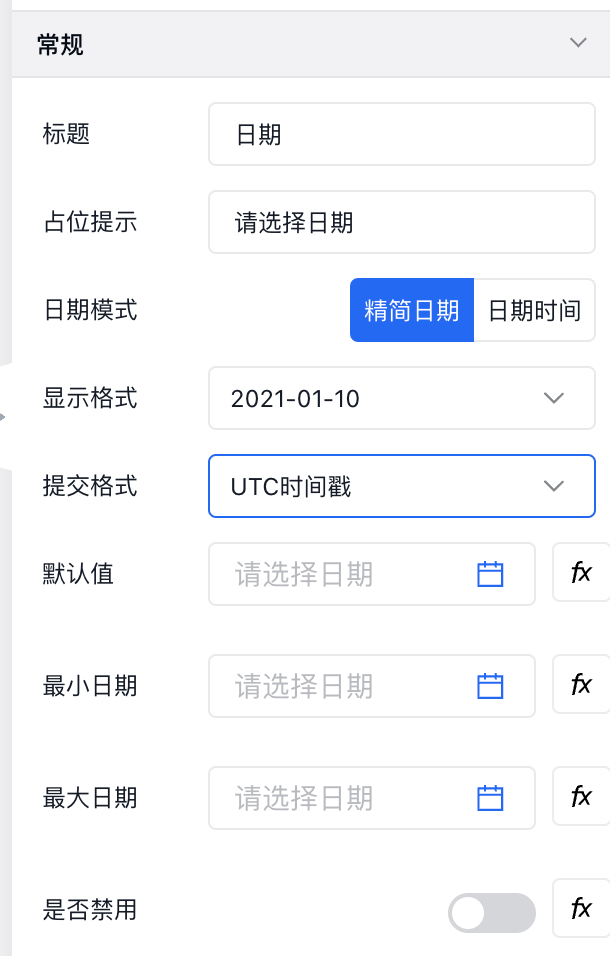 常规
标题 日期
占位提示 请选择日期
日期模式 精简日期 日期时间
显示格式 2021-01-10
提交格式 UTC时间戳
默认值 请选择日期 fx
最小日期 请选择日期 fx
最大日期 请选择日期 fx
是否禁用 fx